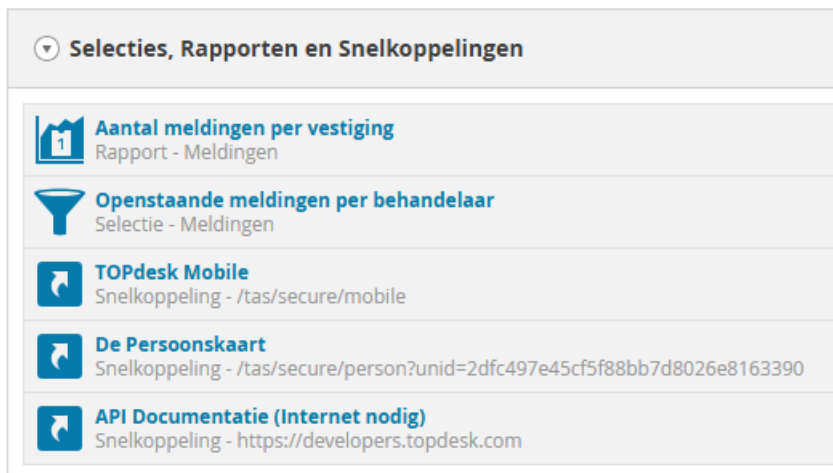 Selecties, Rapporten en Snelkoppelingen
Aantal meldingen per vestiging
1
Rapport - Meldingen
Openstaande meldingen per behandelaar
Selectie - Meldingen
TOPdesk Mobile
Snelkoppeling - /tas/secure/mobile
De Persoonskaart
Snelkoppeling - /tas/secure/person?unid=2dfc497e45cf5f88bb7d8026e8163390
API Documentatie (Internet nodig)
Snelkoppeling - https://developers.topdesk.com